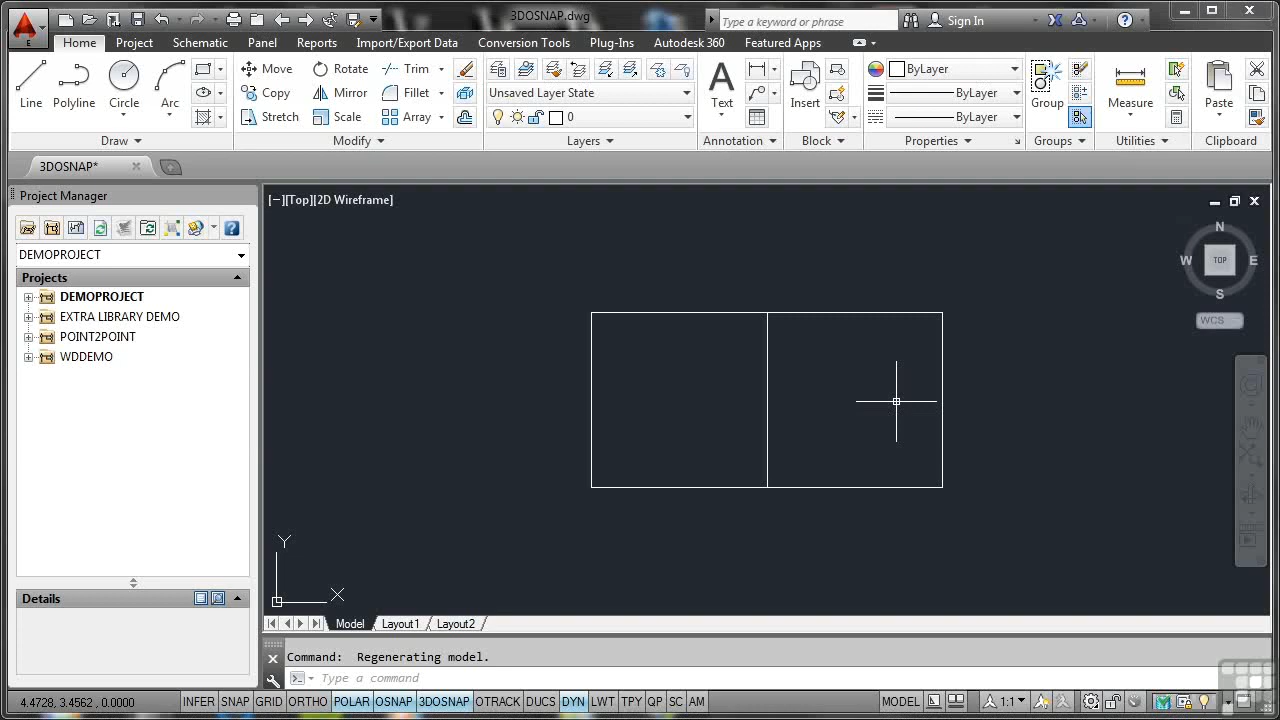 3DOSNAP.dwg
Type a keyword or phrase
Sign In
E
Home Project Schematic Panel Reports Import/Export Data Conversion Tools Plug-Ins Autodesk 360 Featured Apps
Line Polyline Circle Arc
Move Rotate Trim
Copy Mirror Fillet
Stretch Scale Array
Unsaved Layer State
0
Text
Insert
ByLayer
ByLayer
ByLayer
Group
Measure
Paste
Draw Modify Layers Annotation Block Properties Groups Utilities Clipboard
3DOSNAP*
Project Manager
DEMOPROJECT
Projects
DEMOPROJECT
EXTRA LIBRARY DEMO
POINT2POINT
WDDEMO
Details
[−][Top][2D Wireframe]
N
W TOP E
S
WCS
Y
X
Model Layout1 Layout2
Command: Regenerating model.
Type a command
4.4728, 3.4562, 0.0000
INFER SNAP GRID ORTHO POLAR OSNAP 3DOSNAP OTRACK DUCS DYN LWT TPY QP SC AM
MODEL
1:1